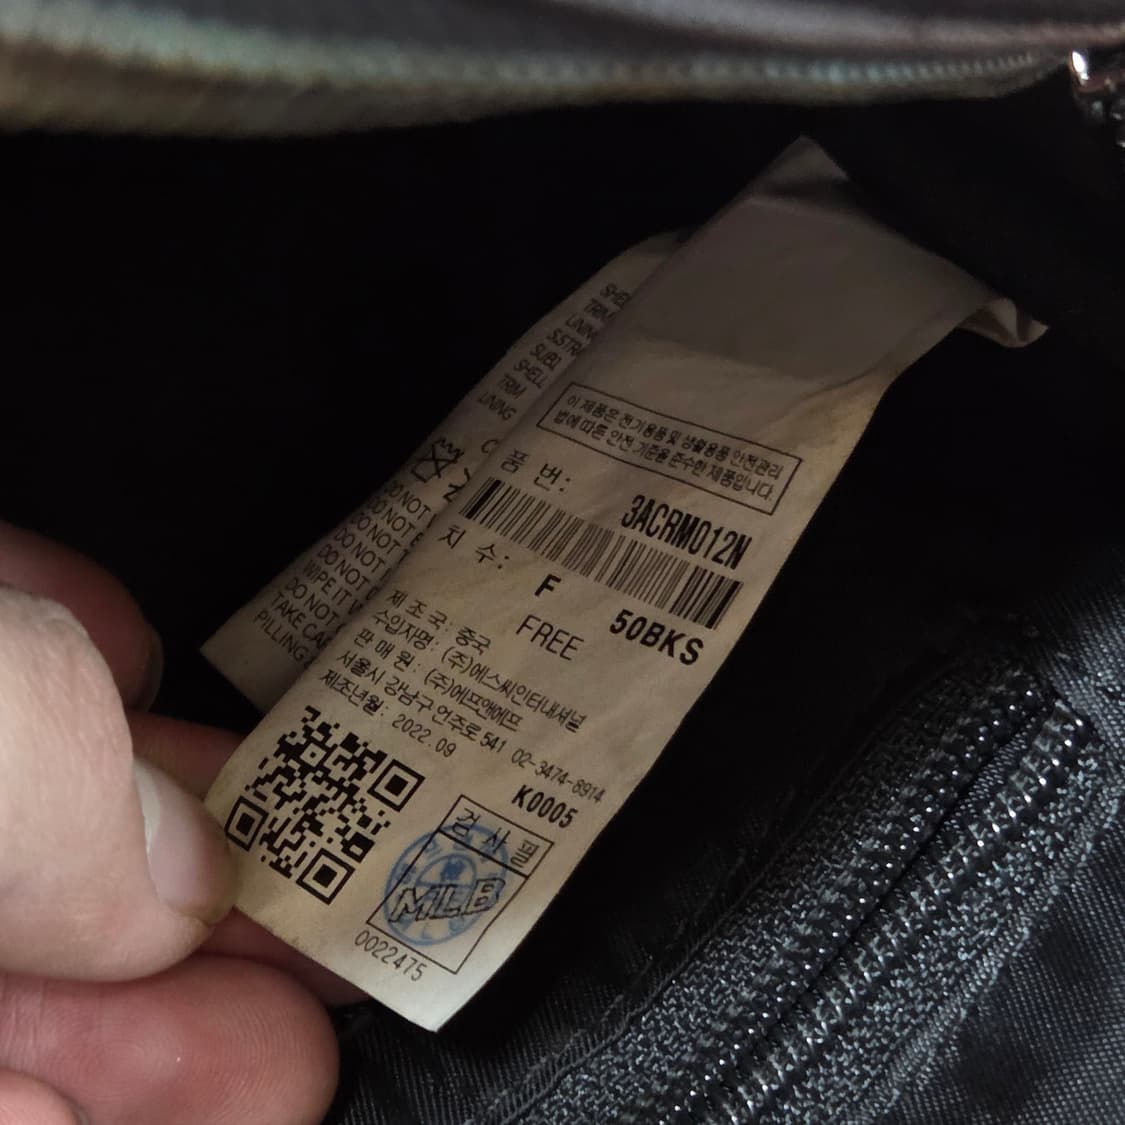 이 제품은 전기용품 및 생활용품 안전관리
법에 따른 안전 기준을 준수한 제품입니다.
품 번:
3ACRM012N
치 수: F 50BKS
FREE
제 조 국: 중국
수입자명: (주)에스씨인터내셔널
판 매 원: (주)에프앤에프
서울시 강남구 언주로 541 02-3474-8914
제조년월: 2022.09
K0005
검 사 필
MLB
0022475
TRIM
LINING
SUB
SHELL
TRIM
LINING
DO NOT
DO NOT
DO NOT
DO NOT
WIPE IT
DO NOT
TAKE
PILLING